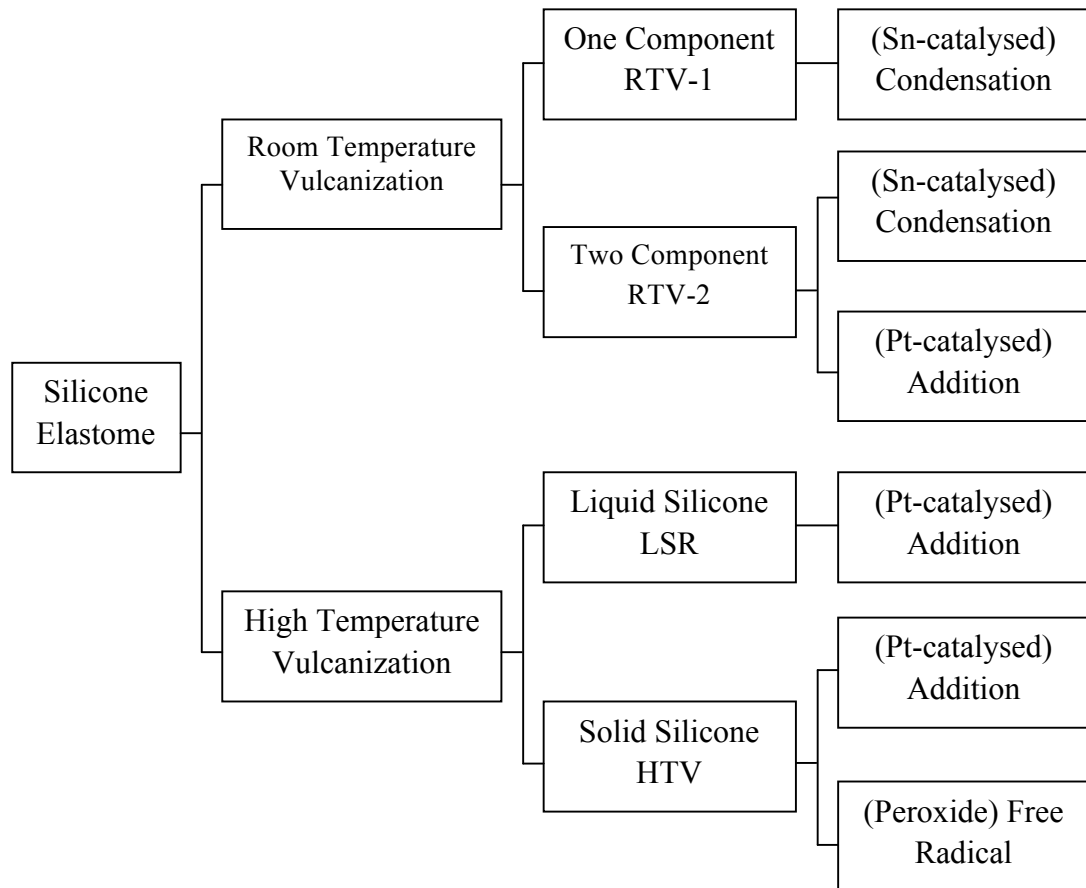 One Component
RTV-1
(Sn-catalysed)
Condensation
Room Temperature
Vulcanization
(Sn-catalysed)
Condensation
Two Component
RTV-2
(Pt-catalysed)
Addition
Silicone
Elastome
Liquid Silicone
LSR
(Pt-catalysed)
Addition
High Temperature
Vulcanization
(Pt-catalysed)
Addition
Solid Silicone
HTV
(Peroxide) Free
Radical